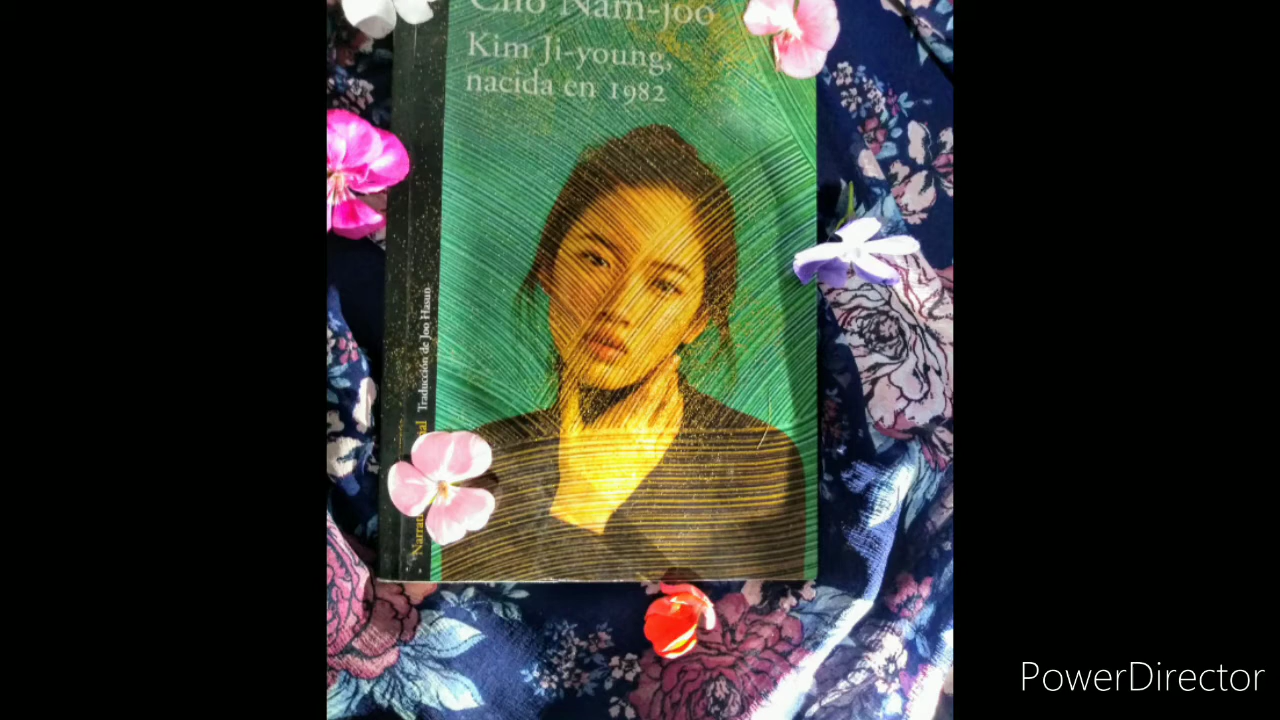 Cho Nam-joo
Kim Ji-young,
nacida en 1982
Traducción de Joo Hasun
PowerDirector